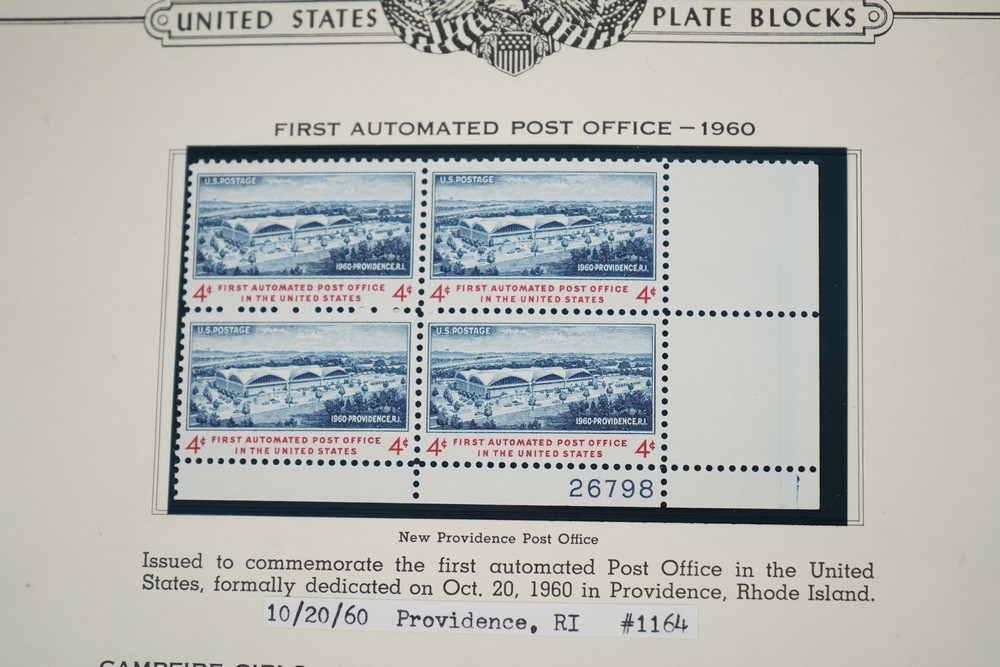 UNITED STATES PLATE BLOCKS
FIRST AUTOMATED POST OFFICE – 1960
U.S. POSTAGE
1960·PROVIDENCE,R.I.
4¢ FIRST AUTOMATED POST OFFICE 4¢
IN THE UNITED STATES
U.S. POSTAGE
1960·PROVIDENCE,R.I.
4¢ FIRST AUTOMATED POST OFFICE 4¢
IN THE UNITED STATES
U.S. POSTAGE
1960·PROVIDENCE,R.I.
4¢ FIRST AUTOMATED POST OFFICE 4¢
IN THE UNITED STATES
U.S. POSTAGE
1960·PROVIDENCE,R.I.
4¢ FIRST AUTOMATED POST OFFICE 4¢
IN THE UNITED STATES
26798
New Providence Post Office
Issued to commemorate the first automated Post Office in the United
States, formally dedicated on Oct. 20, 1960 in Providence, Rhode Island.
10/20/60 Providence, RI #1164
CAMPFIRE GIRLS